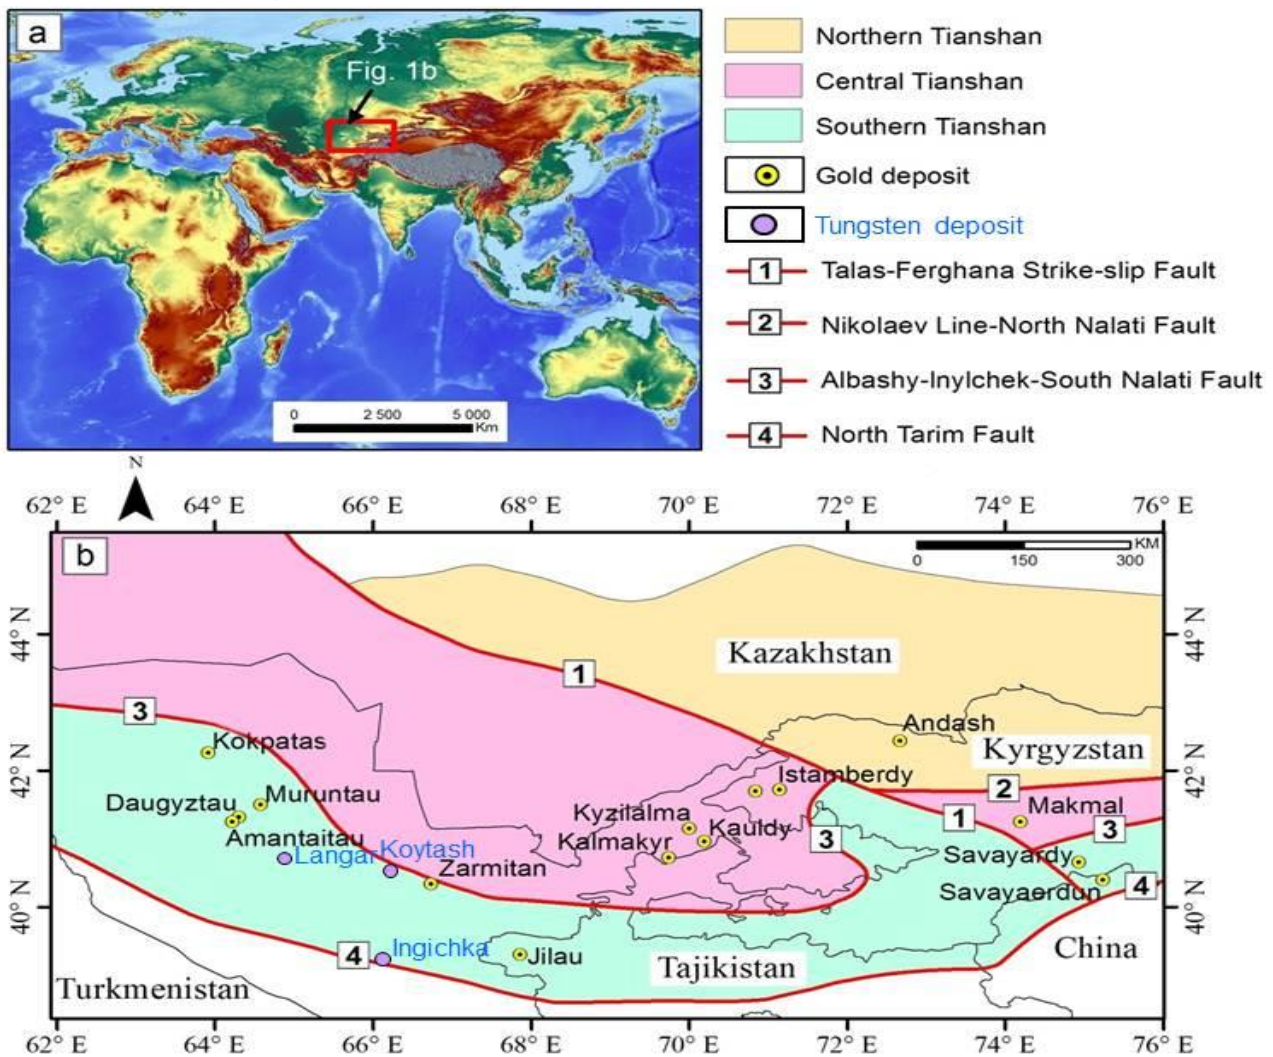 a
Fig. 1b
0 2 500 5 000
Km
Northern Tianshan
Central Tianshan
Southern Tianshan
Gold deposit
Tungsten deposit
1 Talas-Ferghana Strike-slip Fault
2 Nikolaev Line-North Nalati Fault
3 Albashy-Inylchek-South Nalati Fault
4 North Tarim Fault
N
62° E 64° E 66° E 68° E 70° E 72° E 74° E 76° E
b
KM
0 150 300
44° N
44° N
Kazakhstan
1
3
Andash
Kokpatas
Kyrgyzstan
42° N
42° N
Istamberdy
2
Daugyztau
Muruntau
Makmal
Kyzilalma
1
Kauldy
3
Amantaitau
Kalmakyr
3
Langar-Koytash
Savayardy
Zarmitan
Savayaerdun
4
40° N
40° N
4
Ingichka
Jilau
Tajikistan
China
Turkmenistan
62° E 64° E 66° E 68° E 70° E 72° E 74° E 76° E